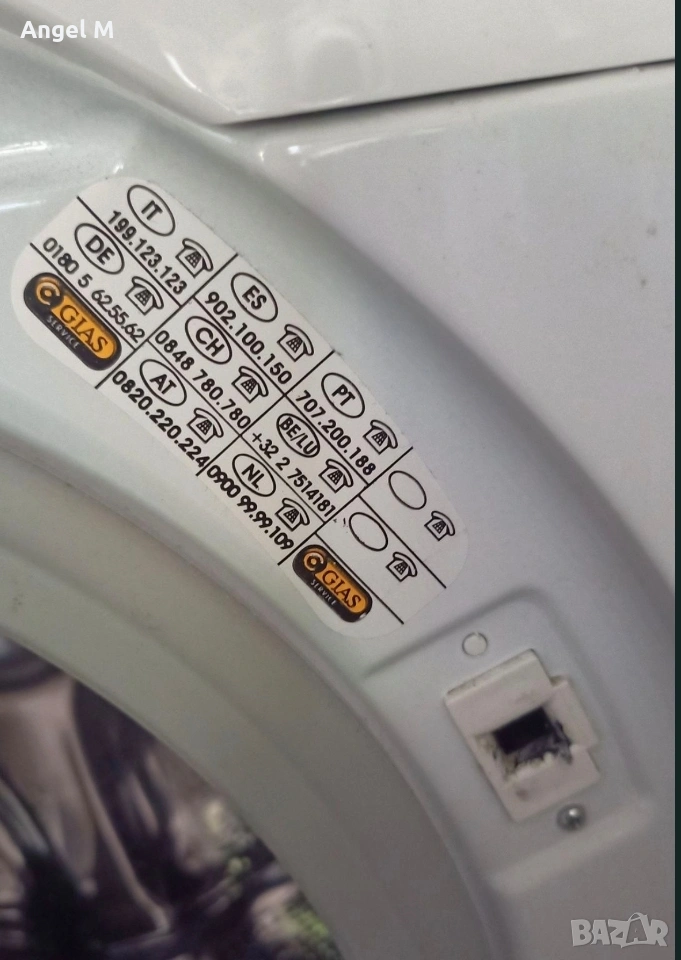 Angel M
IT
199.123.123
DE
0180 5 6255.62
GIAS
SERVICE
ES
902.100.150
CH
0848 780.780
AT
0820.220.224
PT
707.200.188
BE/LU
+32 2 7514181
NL
0900 99.99.109
GIAS
SERVICE
BAZAR